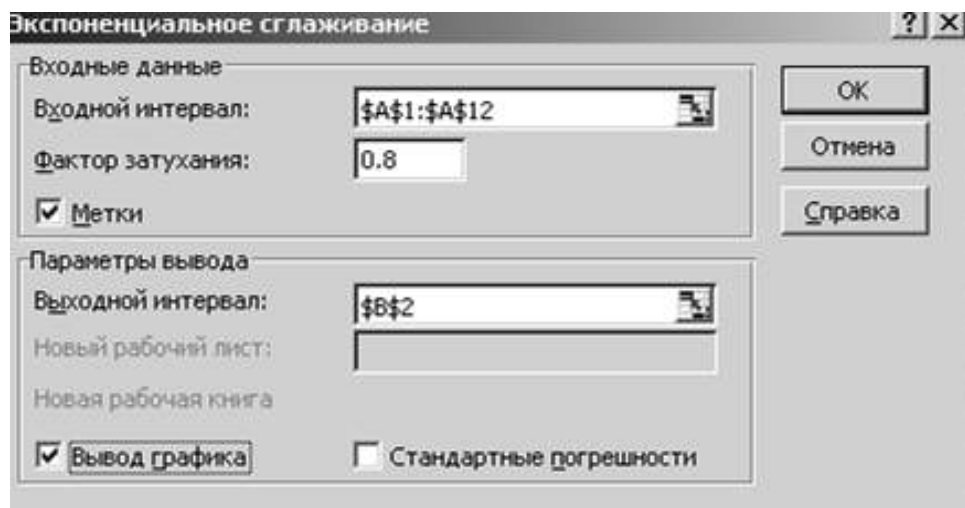 Экспоненциальное сглаживание
Входные данные
Входной интервал: $A$1:$A$12
Фактор затухания: 0.8
Метки
OK
Отмена
Справка
Параметры вывода
Выходной интервал: $B$2
Новый рабочий лист:
Новая рабочая книга
Вывод графика Стандартные погрешности